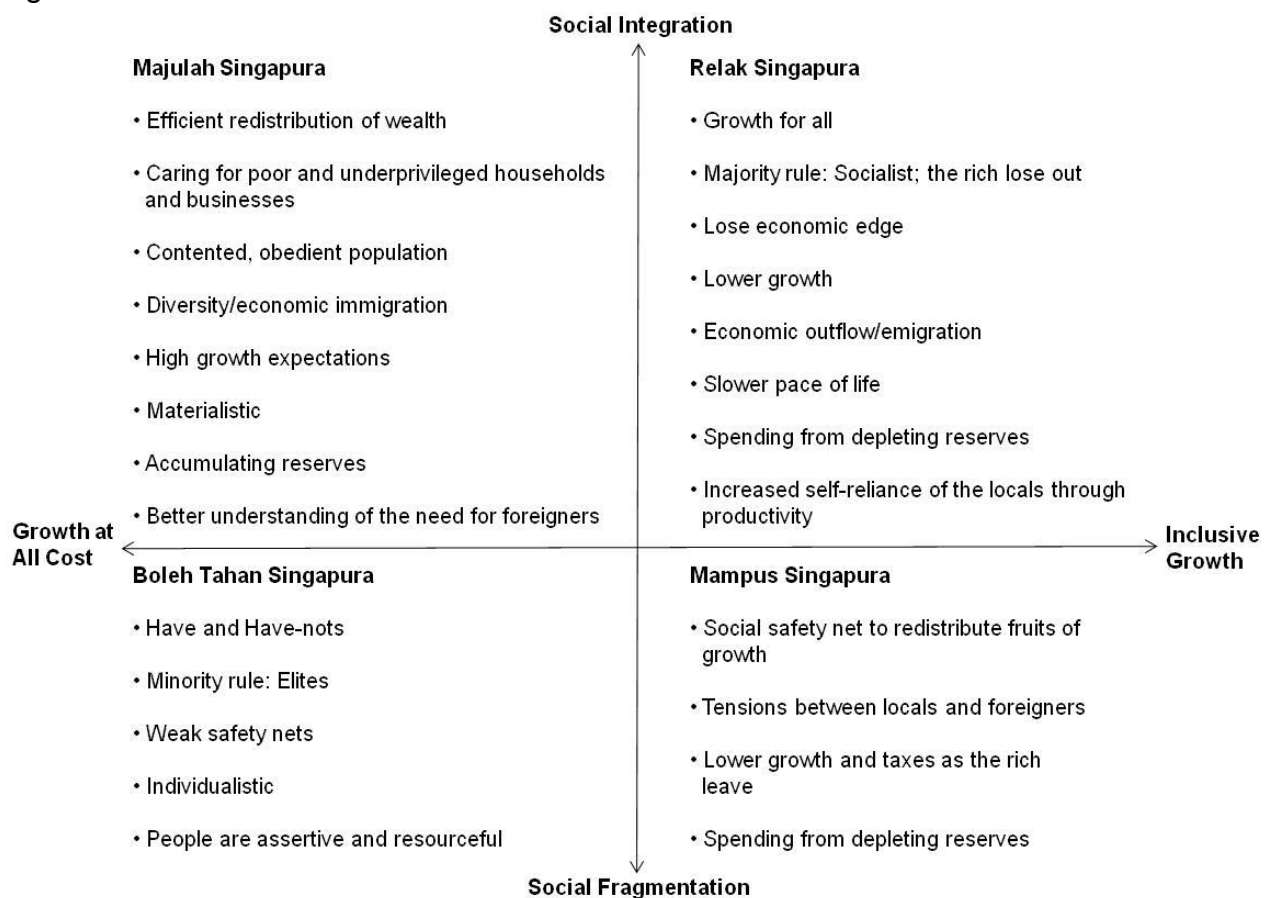 Social Integration
Majulah Singapura
• Efficient redistribution of wealth
• Caring for poor and underprivileged households
and businesses
• Contented, obedient population
• Diversity/economic immigration
• High growth expectations
• Materialistic
• Accumulating reserves
• Better understanding of the need for foreigners
Relak Singapura
• Growth for all
• Majority rule: Socialist; the rich lose out
• Lose economic edge
• Lower growth
• Economic outflow/emigration
• Slower pace of life
• Spending from depleting reserves
• Increased self-reliance of the locals through
productivity
Growth at
All Cost
Inclusive
Growth
Boleh Tahan Singapura
• Have and Have-nots
• Minority rule: Elites
• Weak safety nets
• Individualistic
• People are assertive and resourceful
Mampus Singapura
• Social safety net to redistribute fruits of
growth
• Tensions between locals and foreigners
• Lower growth and taxes as the rich
leave
• Spending from depleting reserves
Social Fragmentation